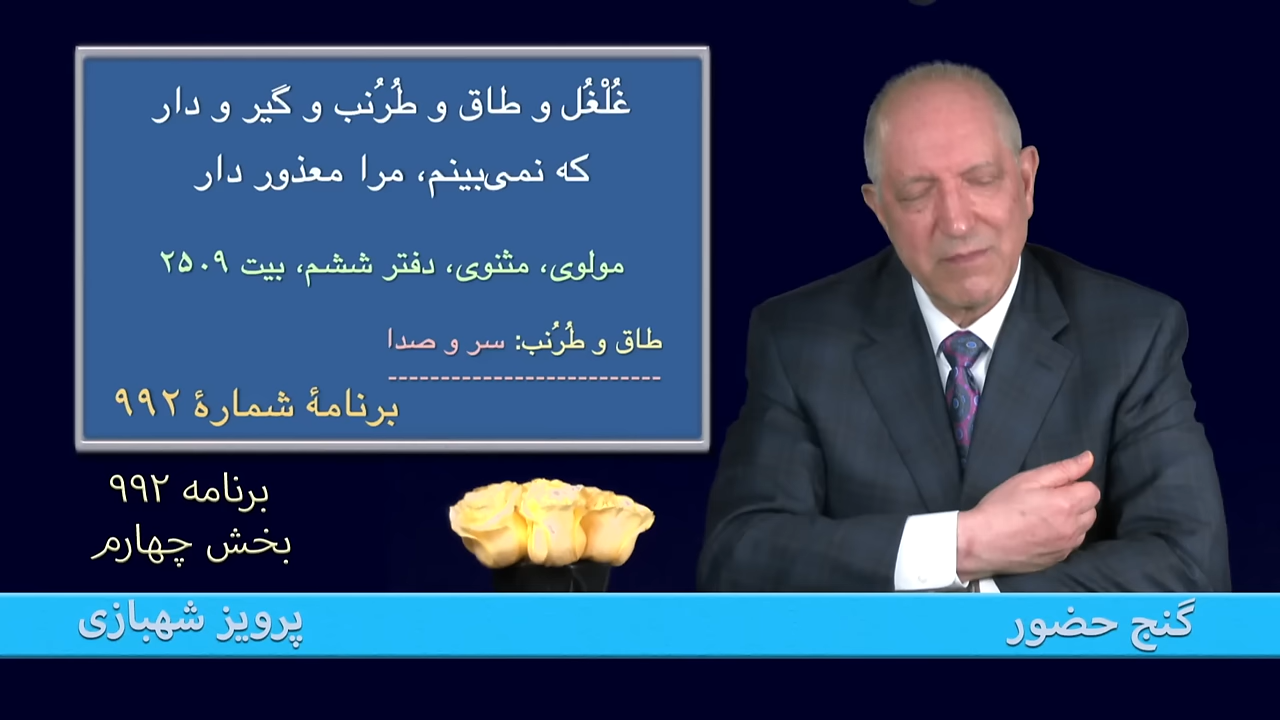 غُلْغُل و طاق و طُرُنب و گیر و دار
که نمی‌بینم، مرا معذور دار
مولوی، مثنوی، دفتر ششم، بیت ۲۵۰۹
طاق و طُرُنب: سر و صدا
--------------------------
برنامهٔ شمارهٔ ۹۹۲
برنامه ۹۹۲
بخش چهارم
گنج حضور
پرویز شهبازی